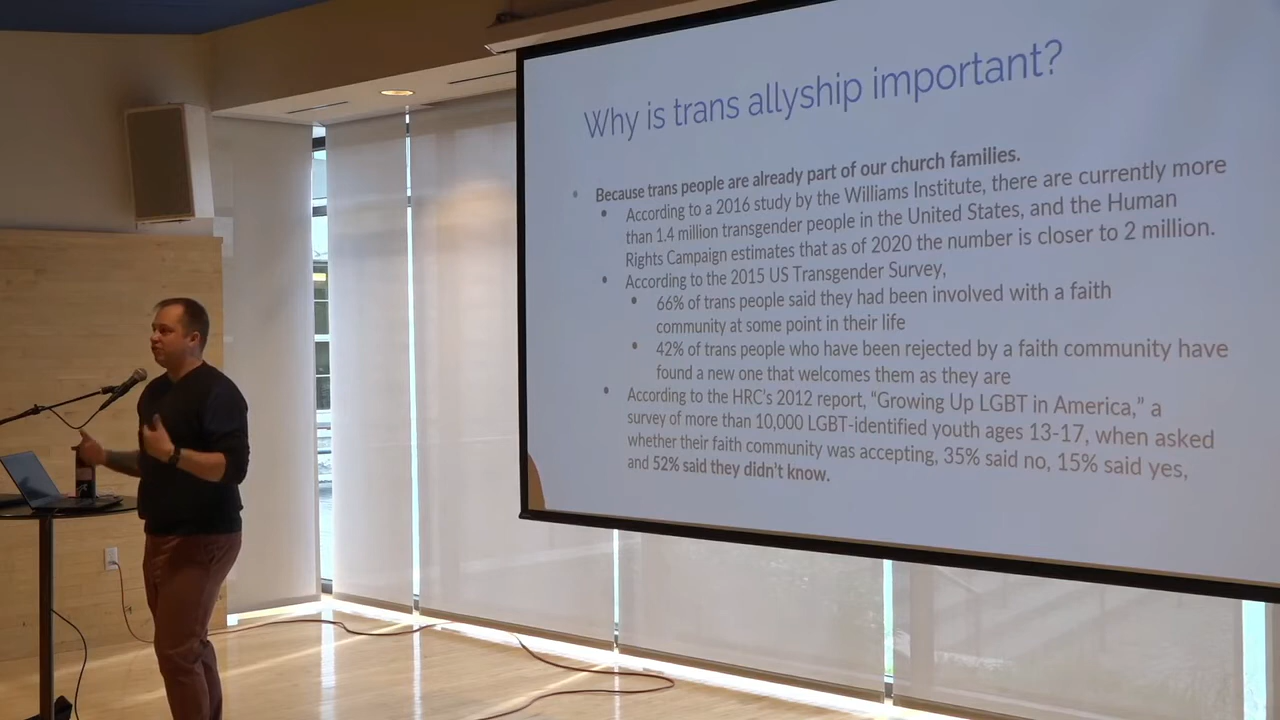 Why is trans allyship important?
Because trans people are already part of our church families.
According to a 2016 study by the Williams Institute, there are currently more
than 1.4 million transgender people in the United States, and the Human
Rights Campaign estimates that as of 2020 the number is closer to 2 million.
According to the 2015 US Transgender Survey,
66% of trans people said they had been involved with a faith
community at some point in their life
42% of trans people who have been rejected by a faith community have
found a new one that welcomes them as they are
According to the HRC's 2012 report, "Growing Up LGBT in America," a
survey of more than 10,000 LGBT-identified youth ages 13-17, when asked
whether their faith community was accepting, 35% said no, 15% said yes,
and 52% said they didn't know.